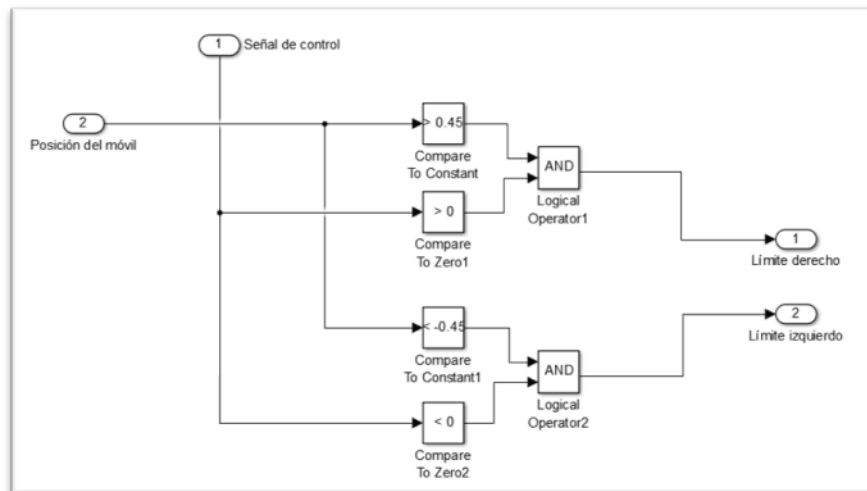 1
Señal de control
2
Posición del móvil
> 0.45
Compare
To Constant
> 0
Compare
To Zero1
AND
Logical
Operator1
1
Límite derecho
< -0.45
Compare
To Constant1
< 0
Compare
To Zero2
AND
Logical
Operator2
2
Límite izquierdo